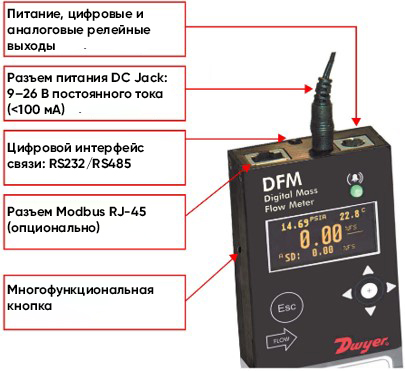 Питание, цифровые и
аналоговые релейные
выходы
Разъем питания DC Jack:
9–26 В постоянного тока
(<100 мА)
Цифровой интерфейс
связи: RS232/RS485
Разъем Modbus RJ-45
(опционально)
Многофункциональная
кнопка
DFM
Digital Mass
Flow Meter
14.69 PSIA 22.8°C
0.00 %FS
SD: 0.00 %FS
Esc
FLOW
Dwyer